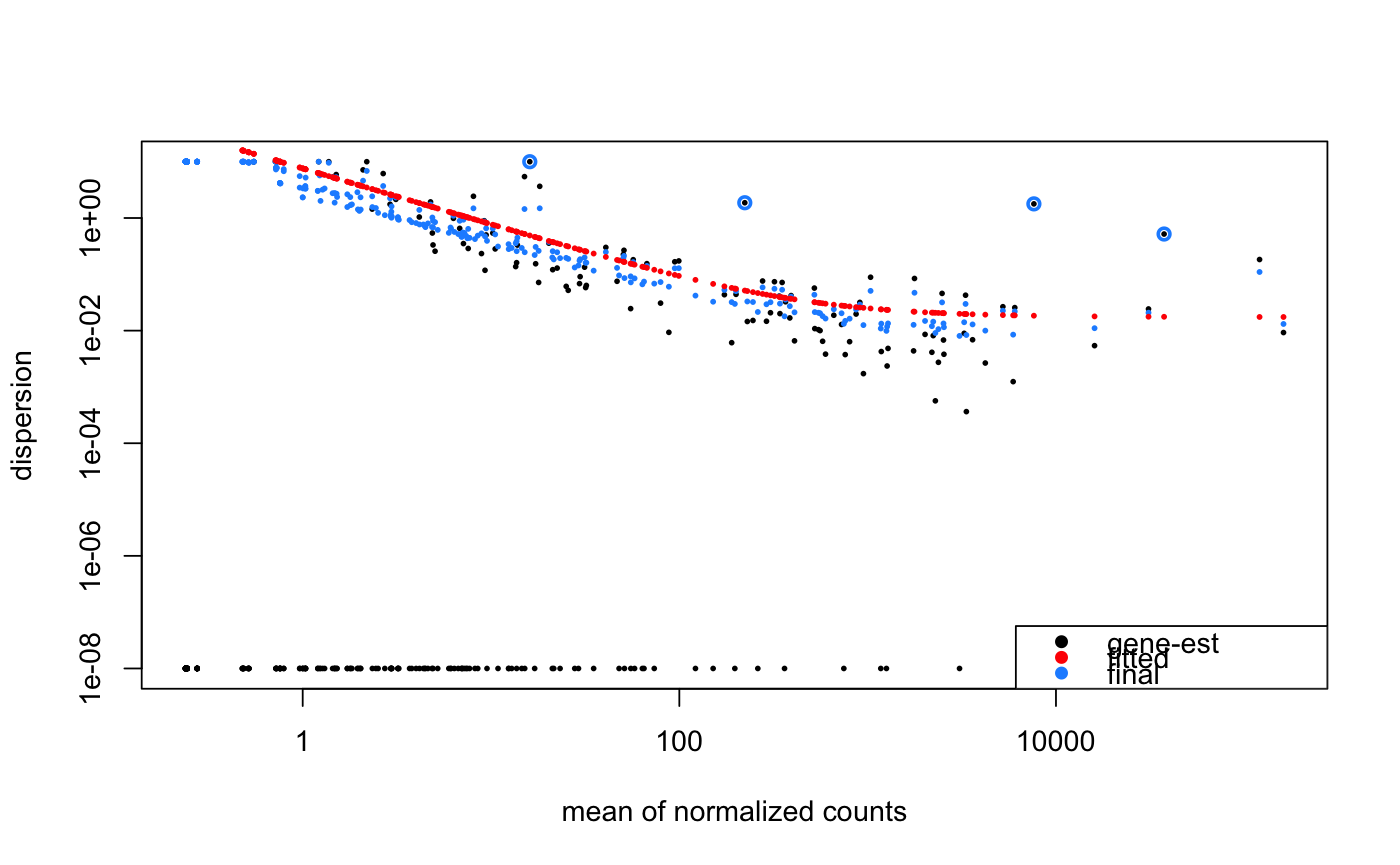 dispersion
1e+00
1e-02
1e-04
1e-06
1e-08
gene-est
fitted
final
1
100
10000
mean of normalized counts